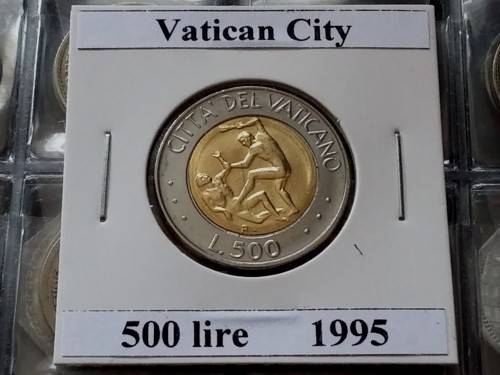 Vatican City
CITTA' DEL VATICANO
R
L. 500
500 lire 1995